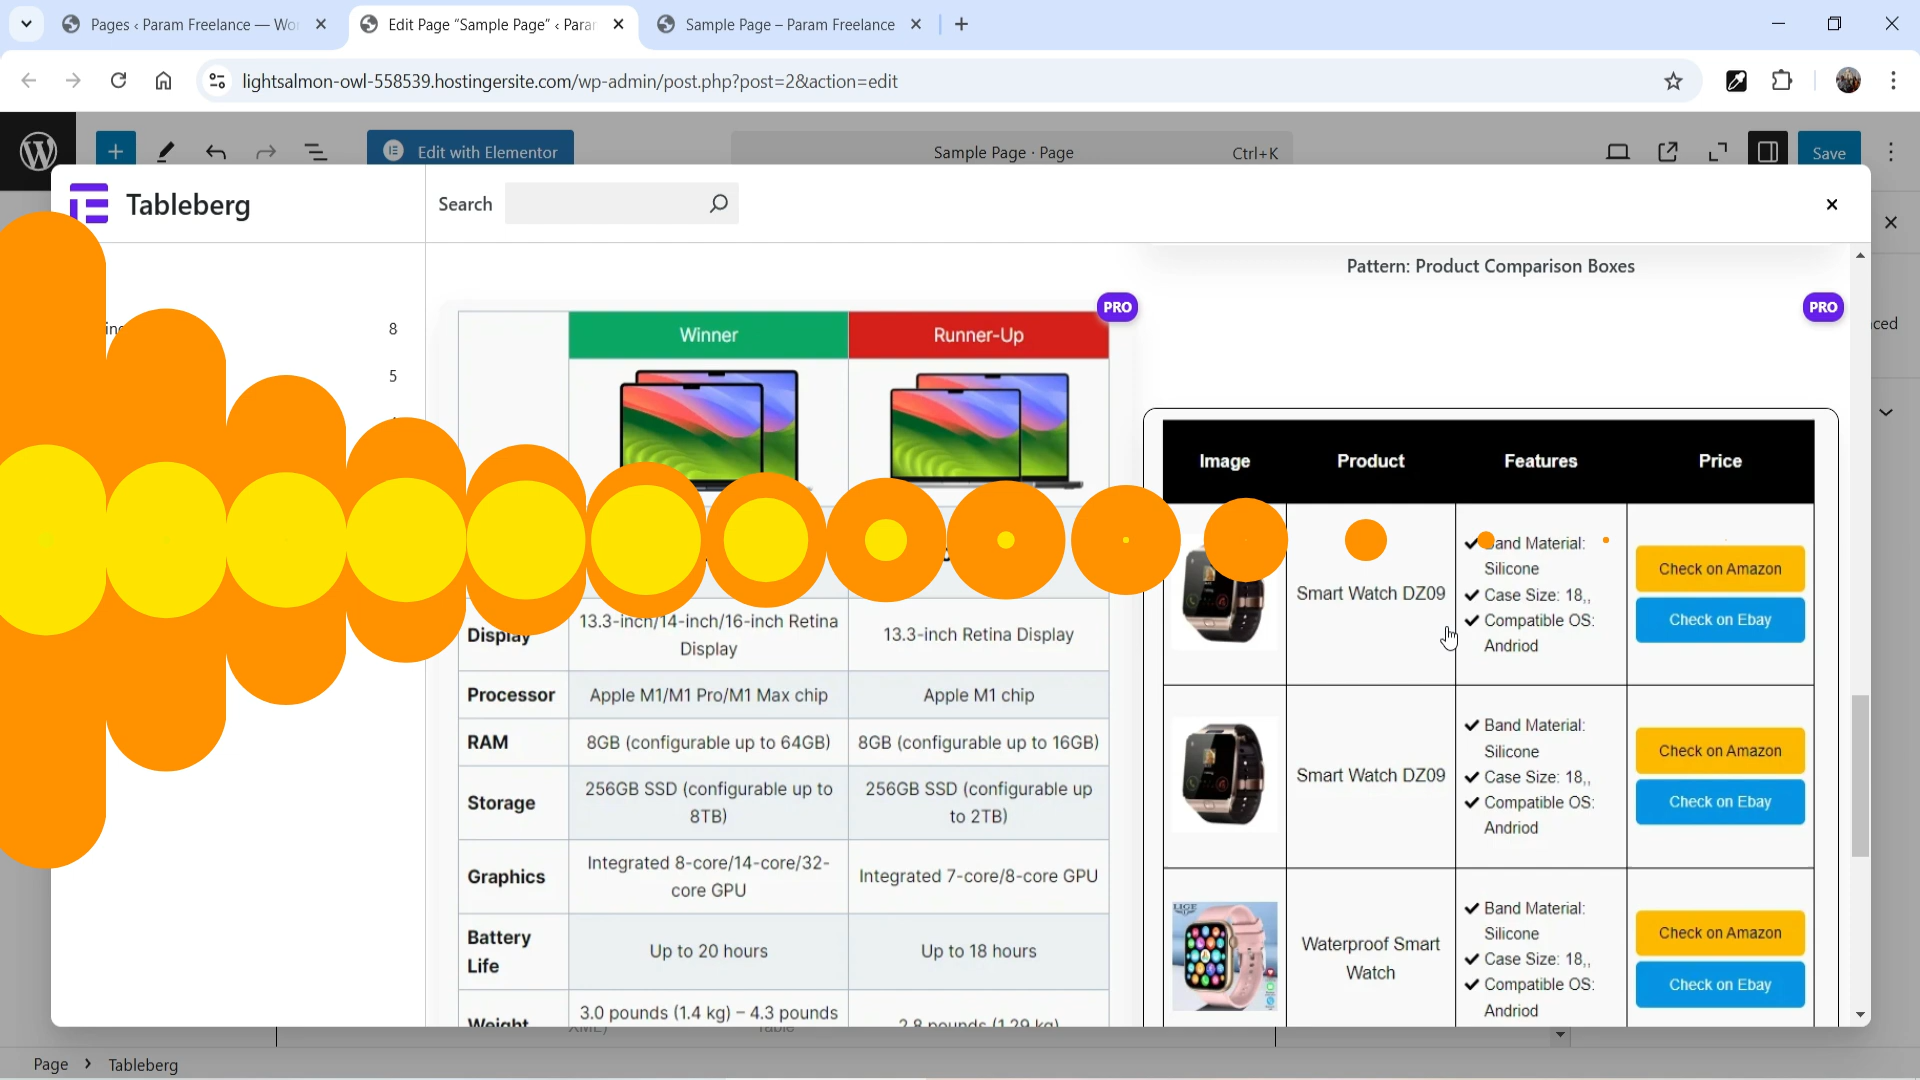 Pages ‹ Param Freelance — Wo
Edit Page “Sample Page” ‹ Para
Sample Page – Param Freelance
lightsalmon-owl-558539.hostingersite.com/wp-admin/post.php?post=2&action=edit
Edit with Elementor
Sample Page · Page
Ctrl+K
Save
Tableberg
Search
Pattern: Product Comparison Boxes
PRO
PRO
8
5
Winner
Runner-Up
Image
Product
Features
Price
Smart Watch DZ09
Band Material:
Silicone
Case Size: 18,,
Compatible OS:
Andriod
Check on Amazon
Check on Ebay
Display
13.3-inch/14-inch/16-inch Retina
Display
13.3-inch Retina Display
Processor
Apple M1/M1 Pro/M1 Max chip
Apple M1 chip
RAM
8GB (configurable up to 64GB)
8GB (configurable up to 16GB)
Storage
256GB SSD (configurable up to
8TB)
256GB SSD (configurable up
to 2TB)
Smart Watch DZ09
Band Material:
Silicone
Case Size: 18,,
Compatible OS:
Andriod
Check on Amazon
Check on Ebay
Graphics
Integrated 8-core/14-core/32-
core GPU
Integrated 7-core/8-core GPU
Battery
Life
Up to 20 hours
Up to 18 hours
Weight
3.0 pounds (1.4 kg) – 4.3 pounds
2.8 pounds (1.29 kg)
Waterproof Smart
Watch
Band Material:
Silicone
Case Size: 18,,
Compatible OS:
Andriod
Check on Amazon
Check on Ebay
LIGE
Table
Page
Tableberg